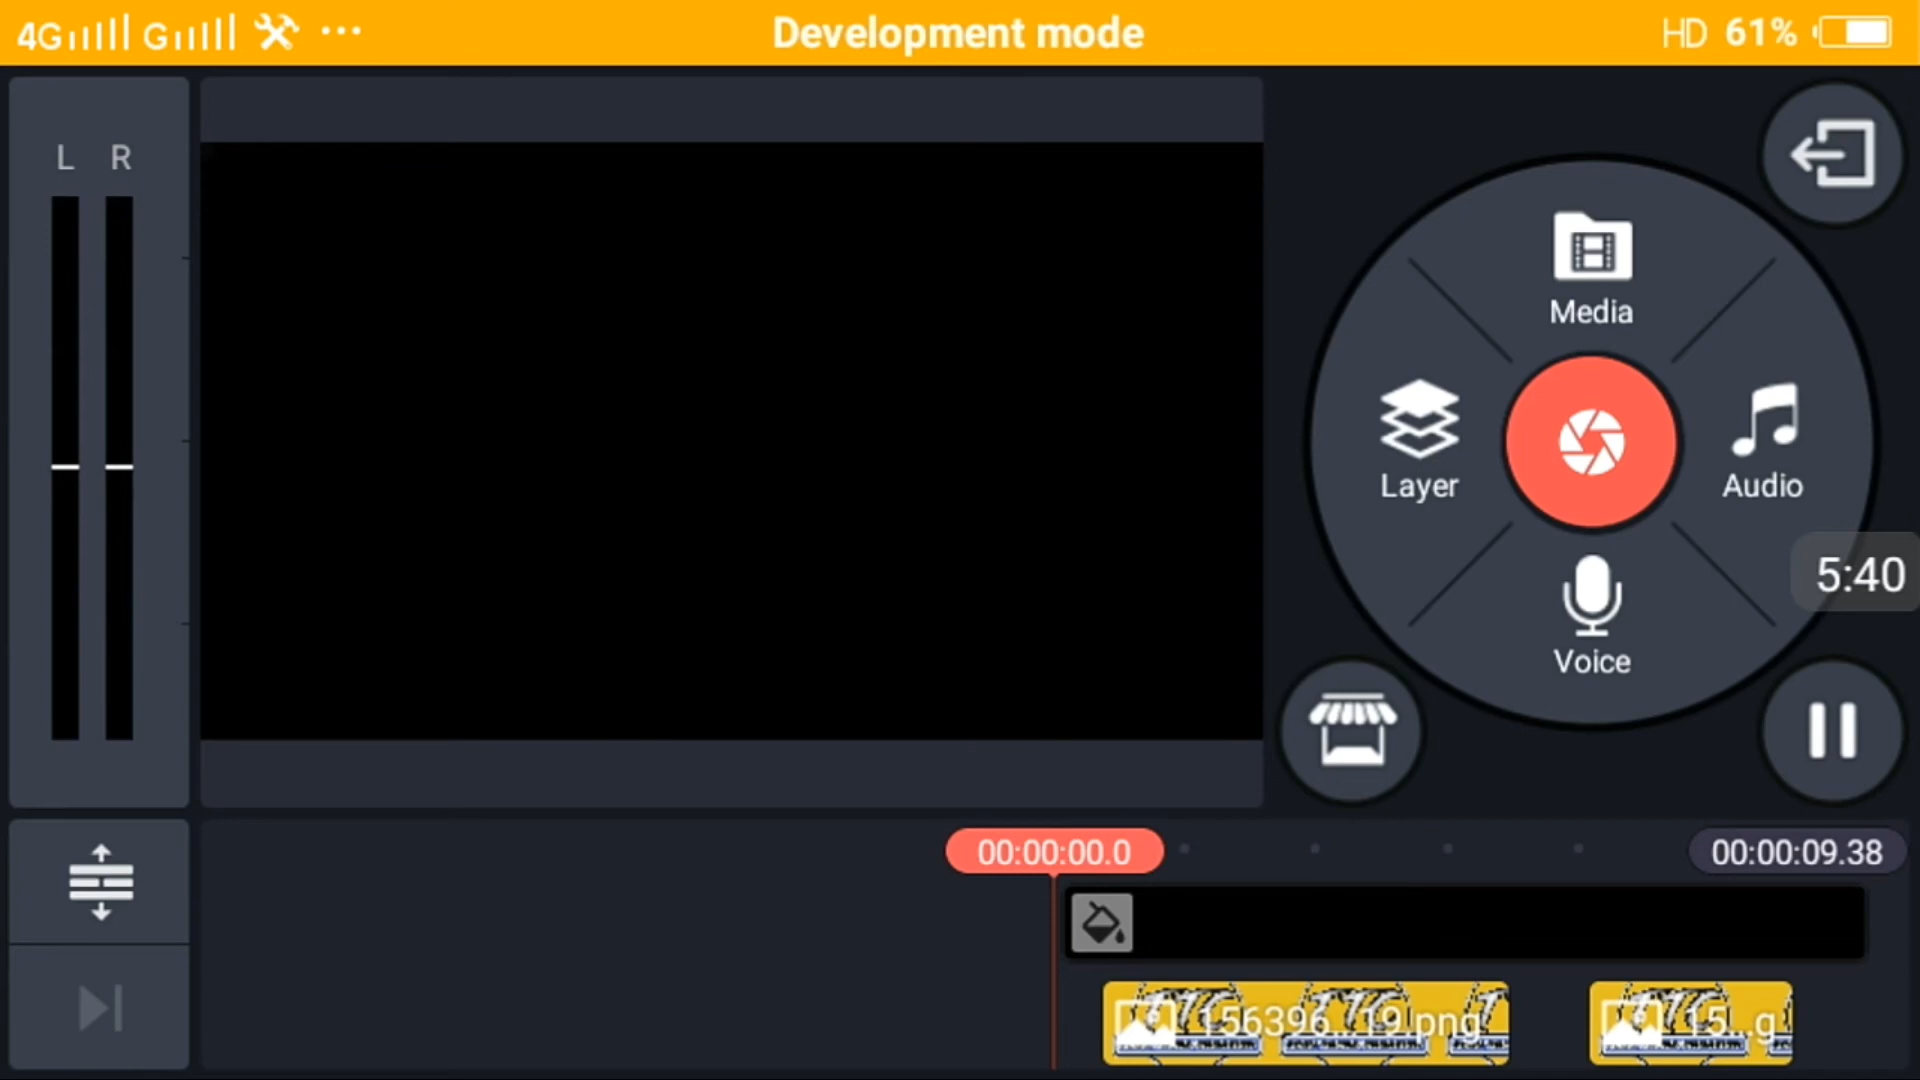 4G G ... Development mode HD 61%
L R
Media
Layer
Audio
5:40
Voice
00:00:00.0
00:00:09.38
156396...19.png
15...g